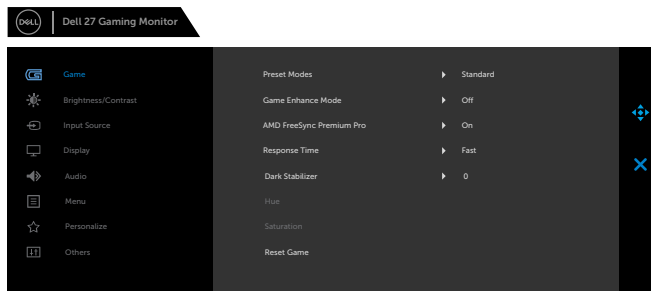 DELL Dell 27 Gaming Monitor
Game Preset Modes Standard
Brightness/Contrast Game Enhance Mode Off
Input Source AMD FreeSync Premium Pro On
Display Response Time Fast
Audio Dark Stabilizer 0
Menu Hue
Personalize Saturation
Others Reset Game